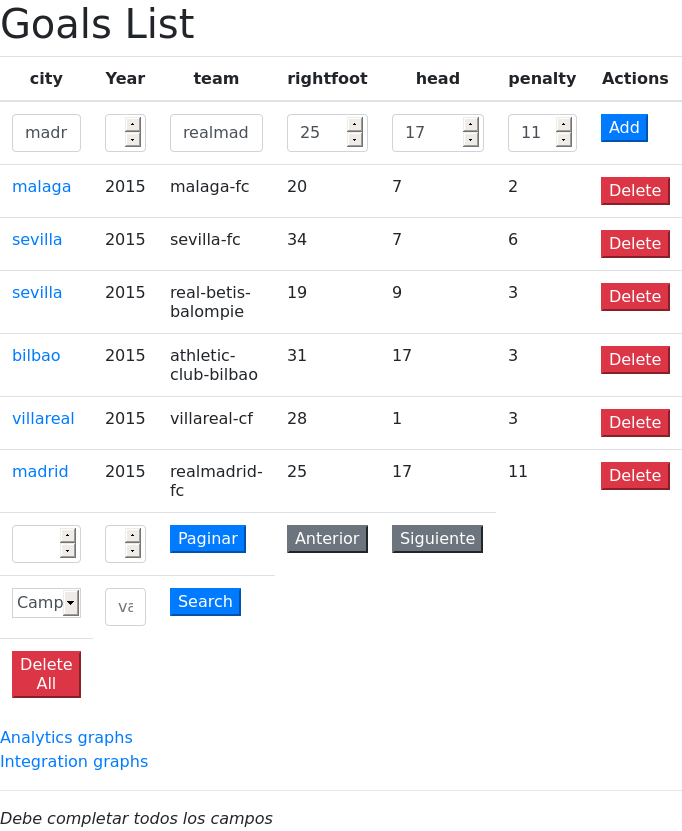 Goals List
city Year team rightfoot head penalty Actions
madr realmad 25 17 11 Add
malaga 2015 malaga-fc 20 7 2 Delete
sevilla 2015 sevilla-fc 34 7 6 Delete
sevilla 2015 real-betis-
balompie 19 9 3 Delete
bilbao 2015 athletic-
club-bilbao 31 17 3 Delete
villareal 2015 villareal-cf 28 1 3 Delete
madrid 2015 realmadrid-
fc 25 17 11 Delete
Paginar Anterior Siguiente
Camp Search
Delete
All
Analytics graphs
Integration graphs
Debe completar todos los campos